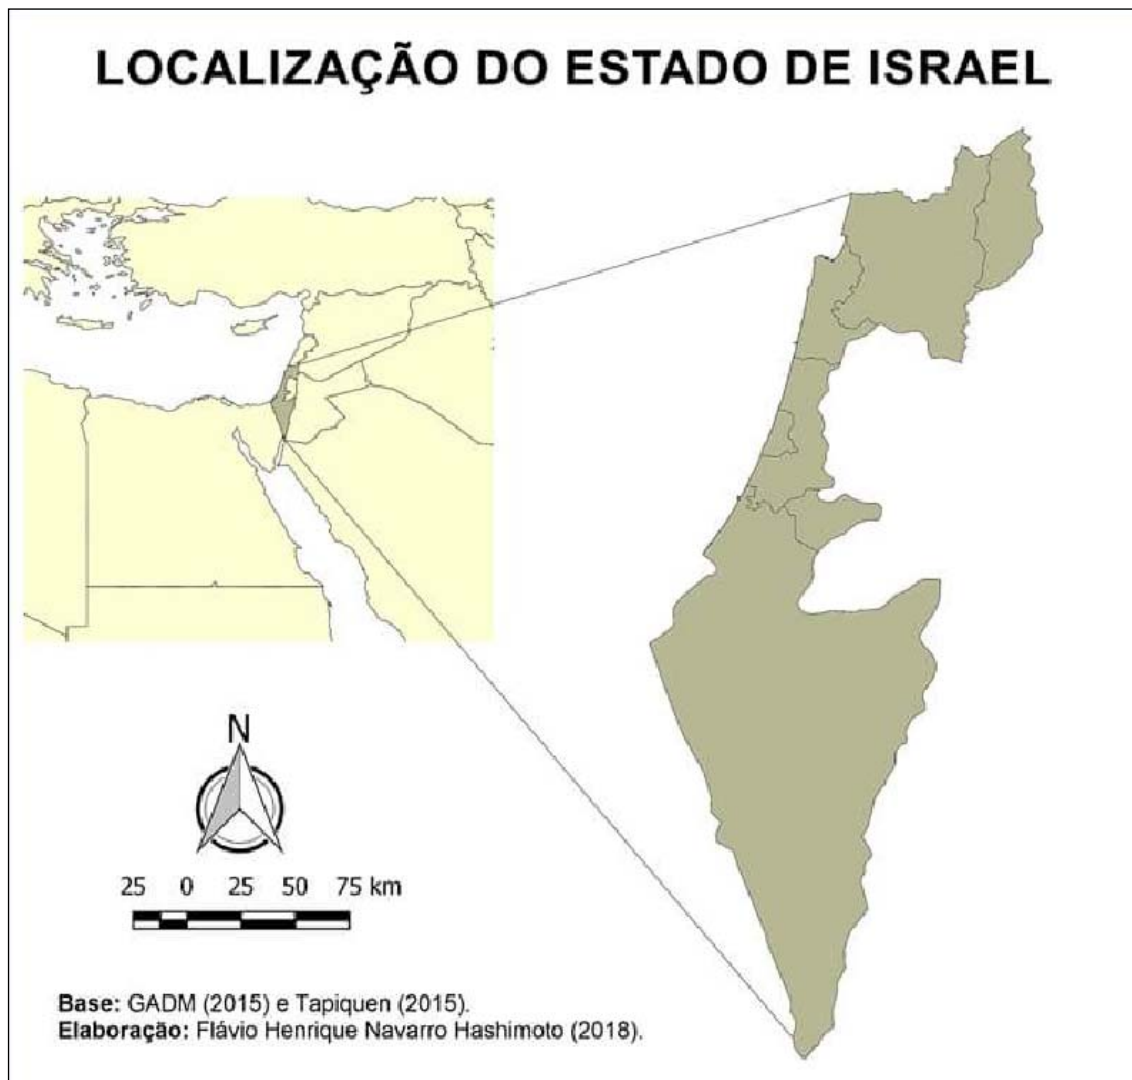 LOCALIZAÇÃO DO ESTADO DE ISRAEL
N
25 0 25 50 75 km
Base: GADM (2015) e Tapiquen (2015).
Elaboração: Flávio Henrique Navarro Hashimoto (2018).